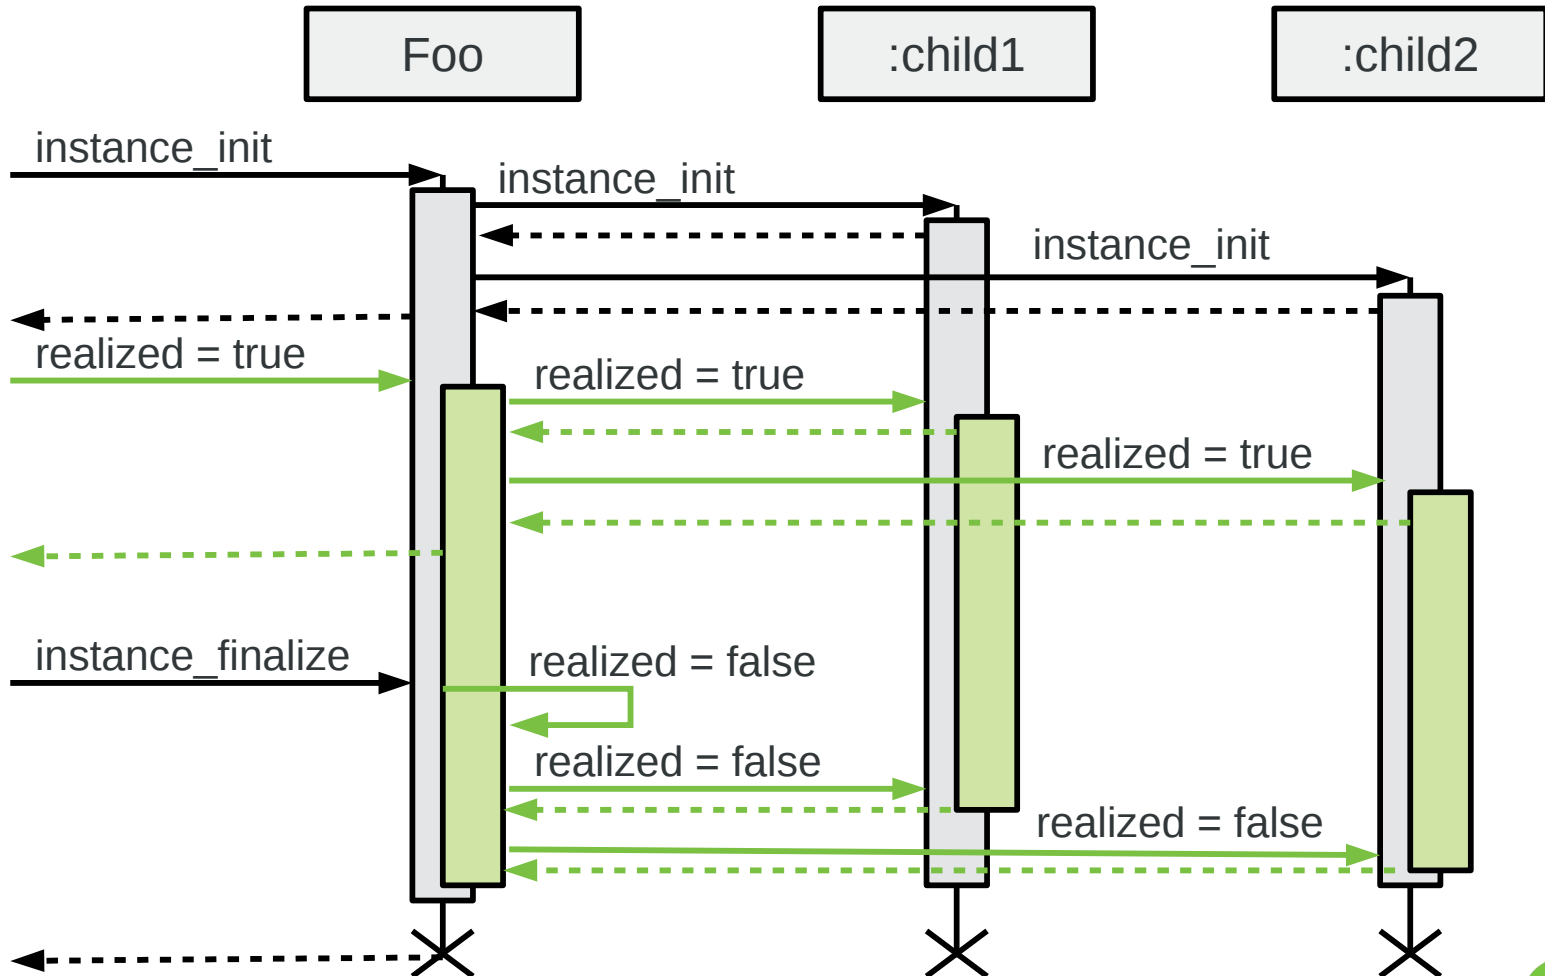 Foo
:child1
:child2
instance_init
instance_init
instance_init
realized = true
realized = true
realized = true
instance_finalize
realized = false
realized = false
realized = false